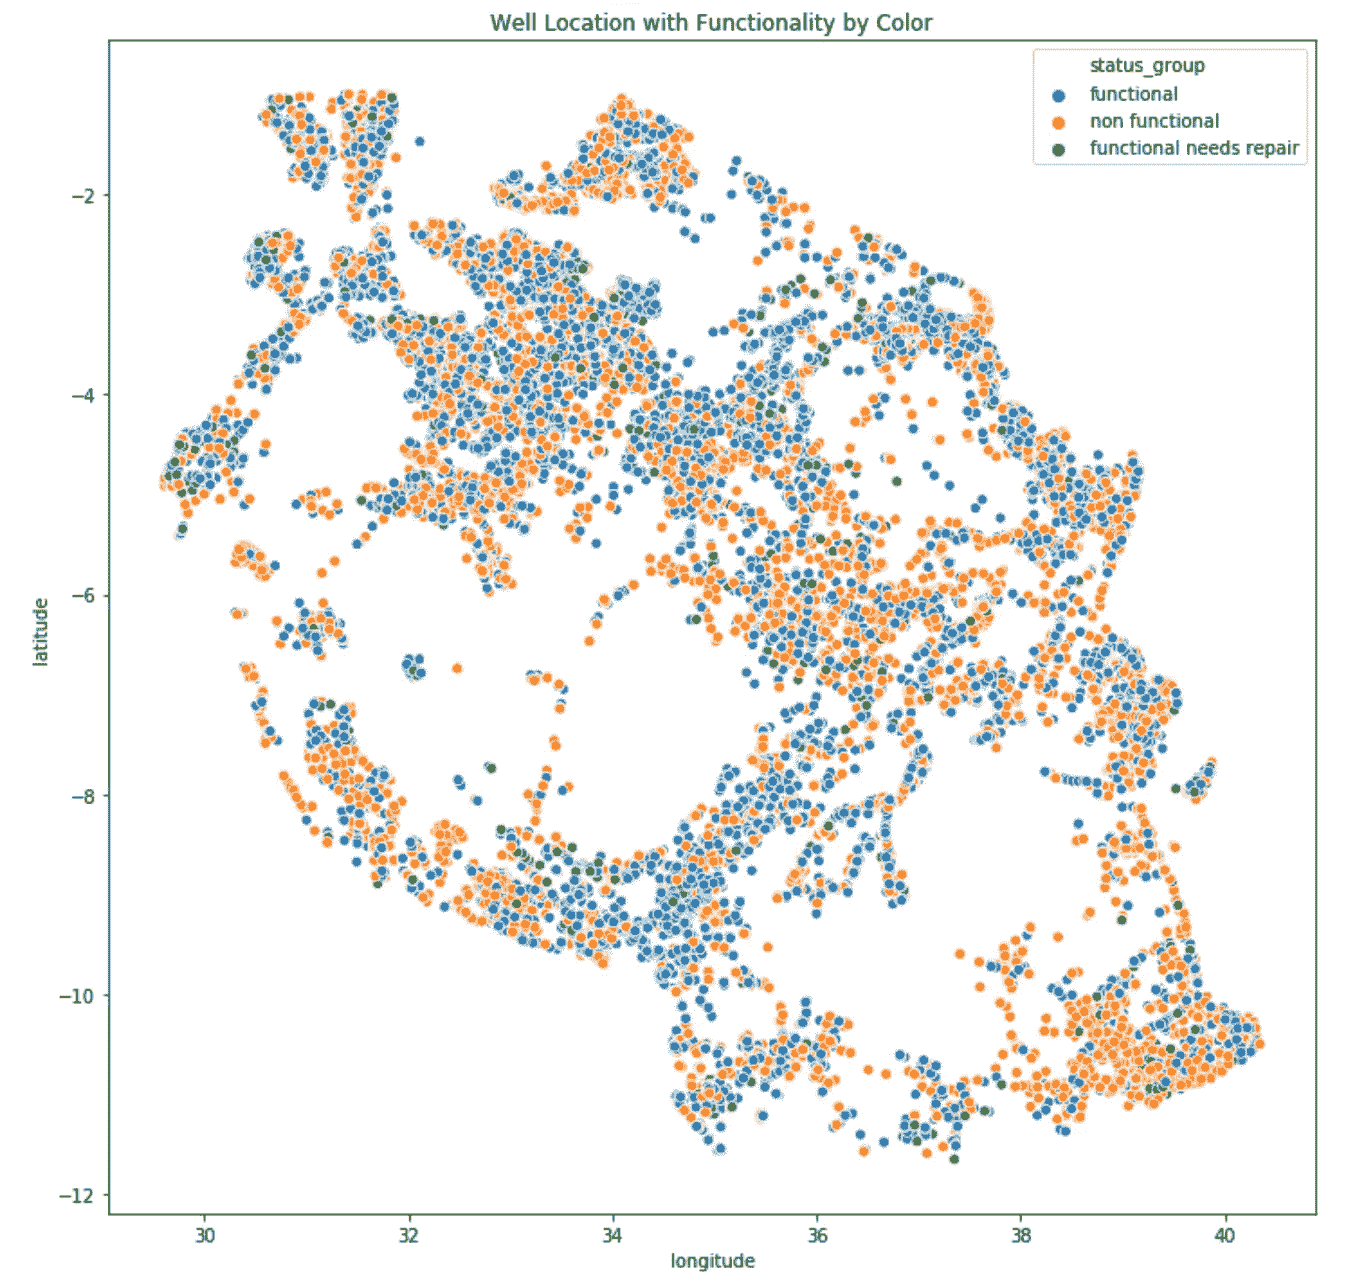 Well Location with Functionality by Color
status_group
functional
non functional
functional needs repair
−2
−4
−6
−8
−10
−12
latitude
30
32
34
36
38
40
longitude